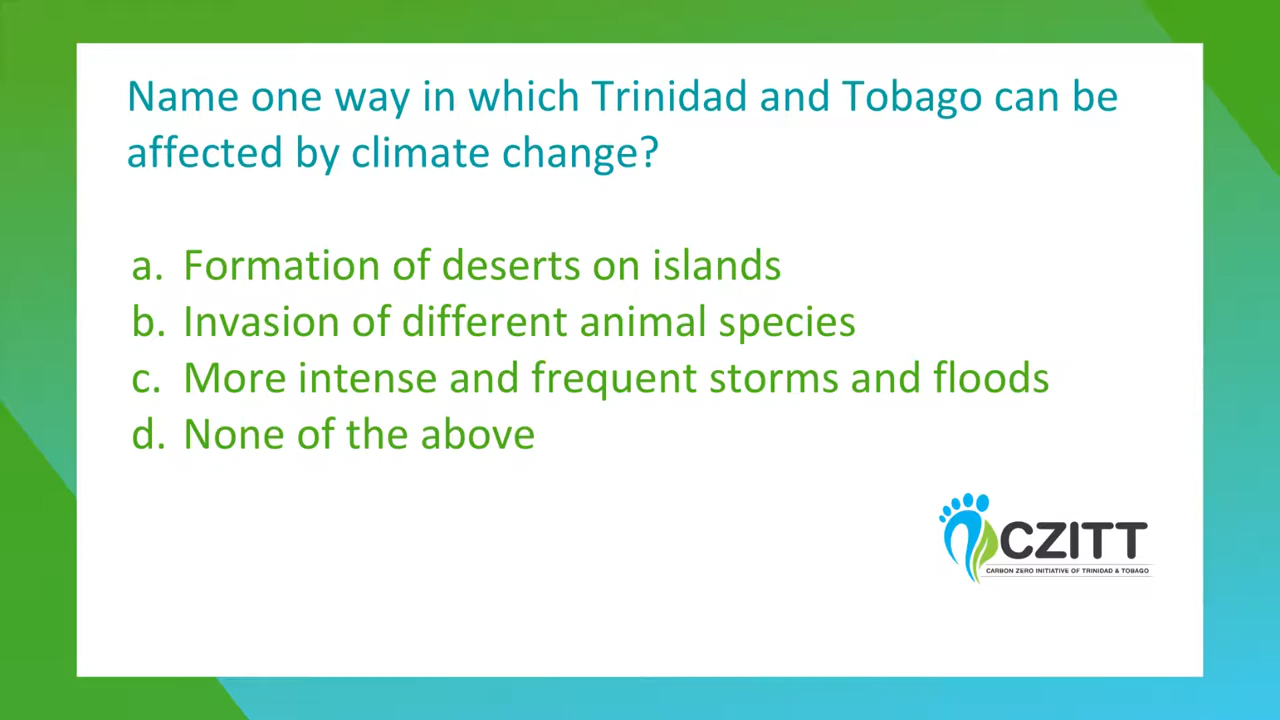 Name one way in which Trinidad and Tobago can be
affected by climate change?
a. Formation of deserts on islands
b. Invasion of different animal species
c. More intense and frequent storms and floods
d. None of the above
CZITT
CARBON ZERO INITIATIVE OF TRINIDAD & TOBAGO